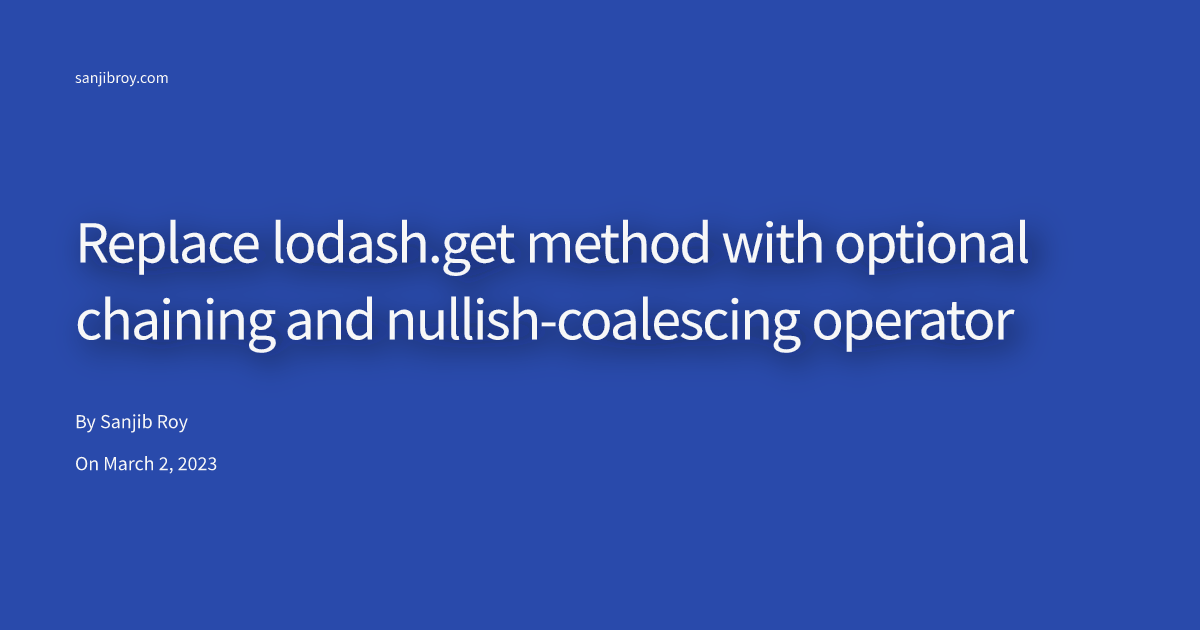 sanjibroy.com
Replace lodash.get method with optional
chaining and nullish-coalescing operator
By Sanjib Roy
On March 2, 2023